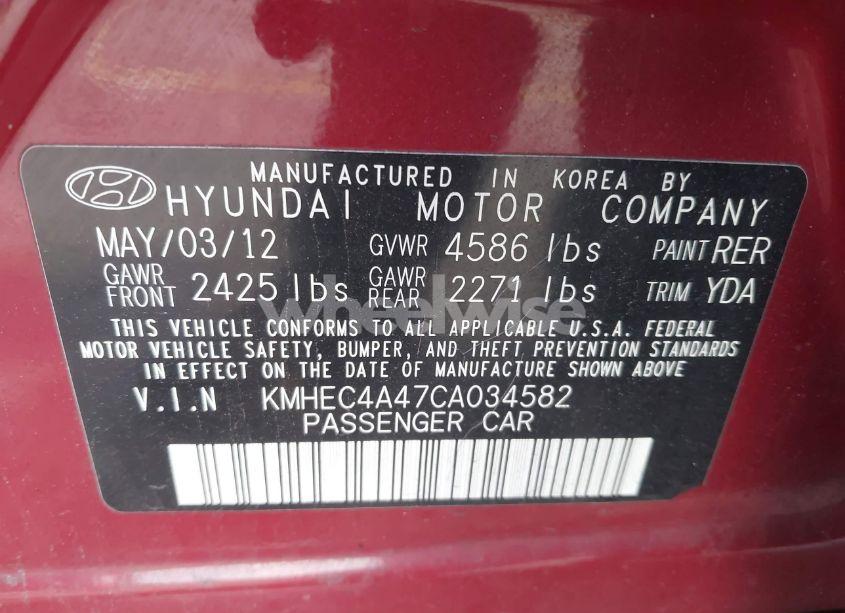 MANUFACTURED IN KOREA BY
HYUNDAI MOTOR COMPANY
MAY/03/12 GVWR 4586 lbs PAINT RER
GAWR FRONT 2425 lbs GAWR REAR 2271 lbs TRIM YDA
wheelwise
THIS VEHICLE CONFORMS TO ALL APPLICABLE U.S.A. FEDERAL
MOTOR VEHICLE SAFETY, BUMPER, AND THEFT PREVENTION STANDARDS
IN EFFECT ON THE DATE OF MANUFACTURE SHOWN ABOVE
V.I.N KMHEC4A47CA034582
PASSENGER CAR